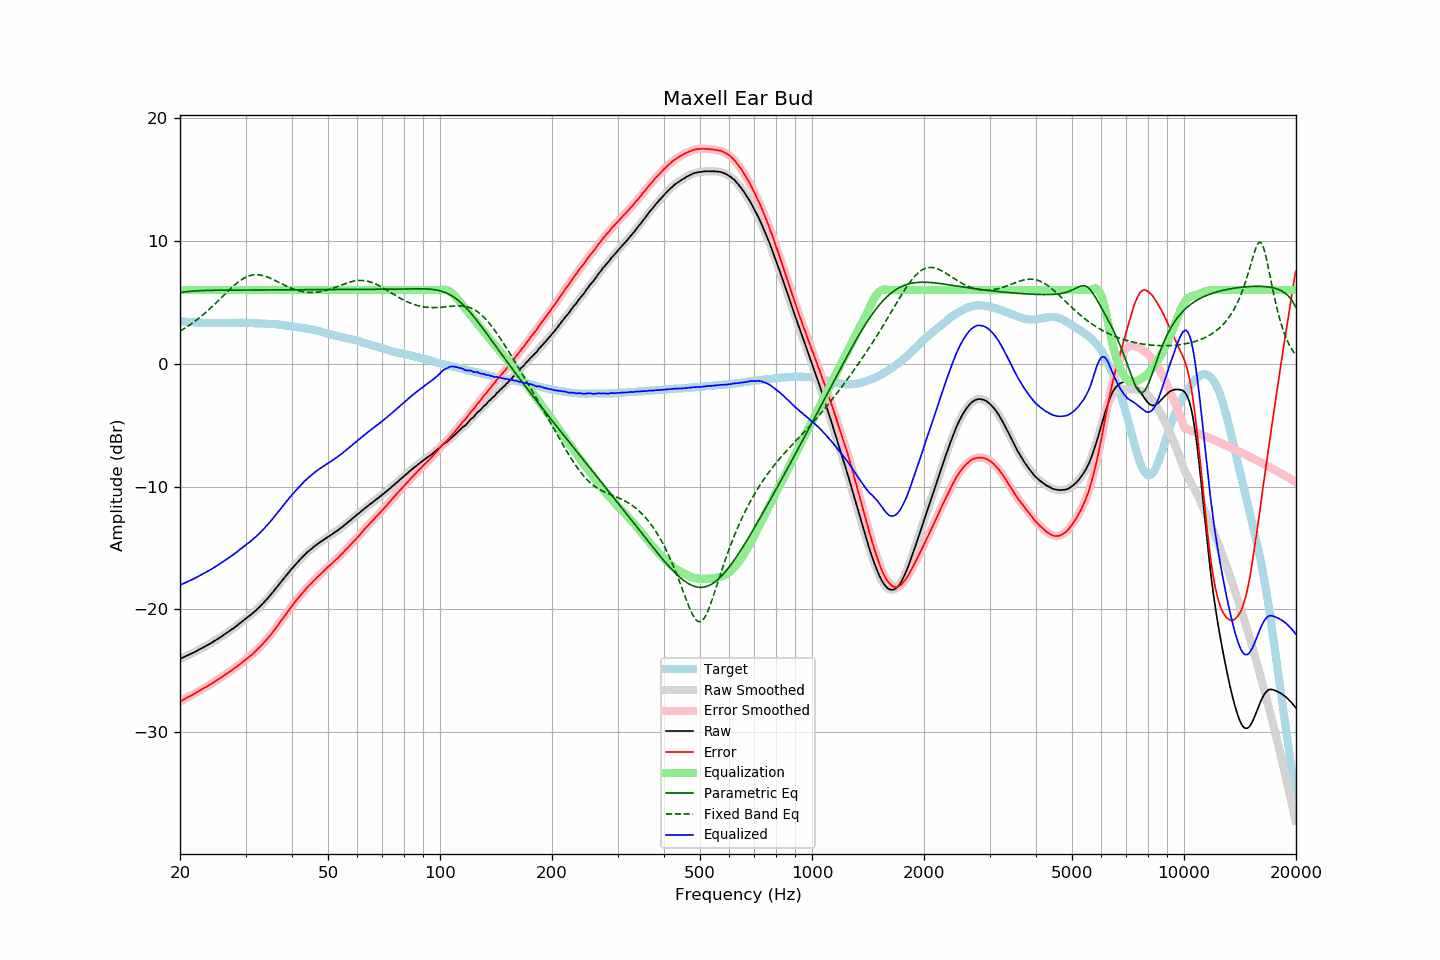 Maxell Ear Bud
20
10
0
−10
−20
−30
Amplitude (dBr)
Target
Raw Smoothed
Error Smoothed
Raw
Error
Equalization
Parametric Eq
Fixed Band Eq
Equalized
20 50 100 200 500 1000 2000 5000 10000 20000
Frequency (Hz)